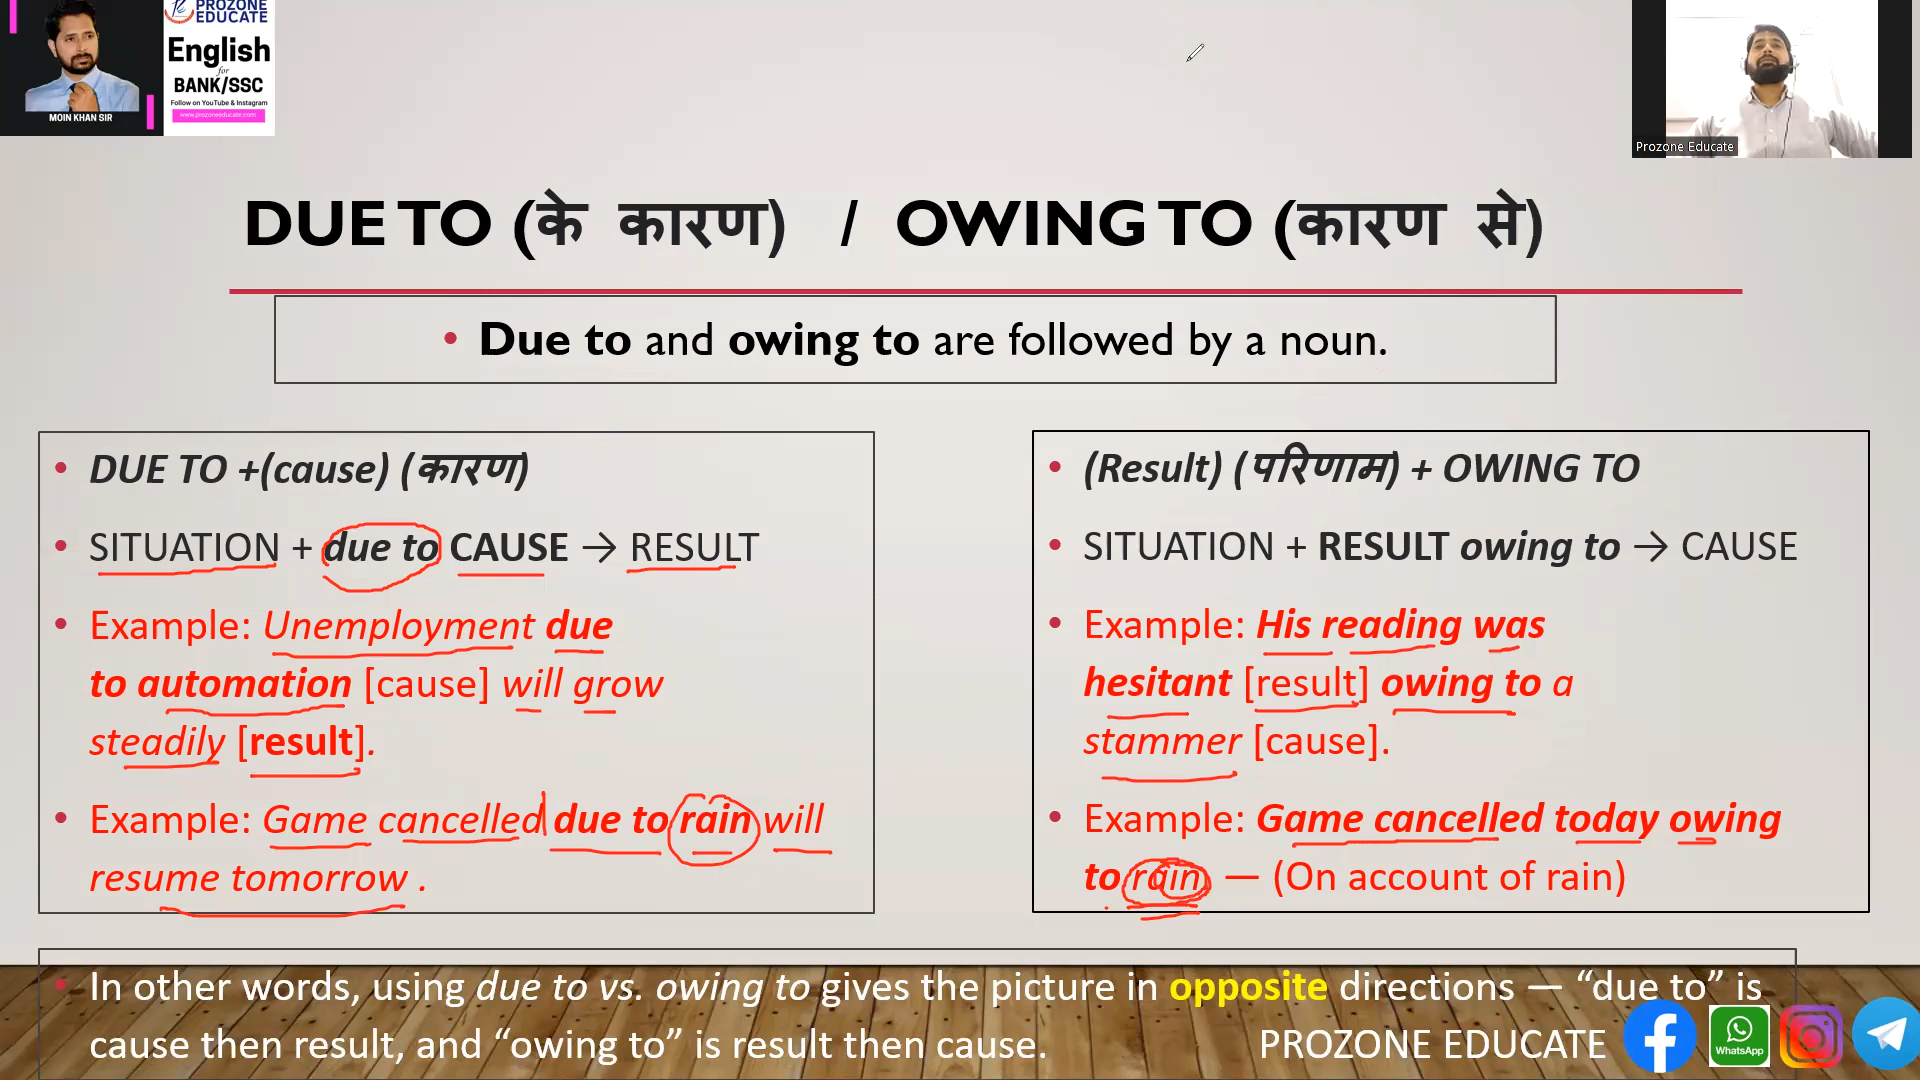 PROZONE
EDUCATE
English
for
BANK/SSC
Follow on YouTube & Instagram
www.prozoneeducate.com
MOIN KHAN SIR
Prozone Educate
DUE TO (के कारण) / OWING TO (कारण से)
• Due to and owing to are followed by a noun.
• DUE TO +(cause) (कारण)
• SITUATION + due to CAUSE → RESULT
• Example: Unemployment due
to automation [cause] will grow
steadily [result].
• Example: Game cancelled due to rain will
resume tomorrow .
• (Result) (परिणाम) + OWING TO
• SITUATION + RESULT owing to → CAUSE
• Example: His reading was
hesitant [result] owing to a
stammer [cause].
• Example: Game cancelled today owing
to rain — (On account of rain)
• In other words, using due to vs. owing to gives the picture in opposite directions — “due to” is
cause then result, and “owing to” is result then cause.
PROZONE EDUCATE
WhatsApp